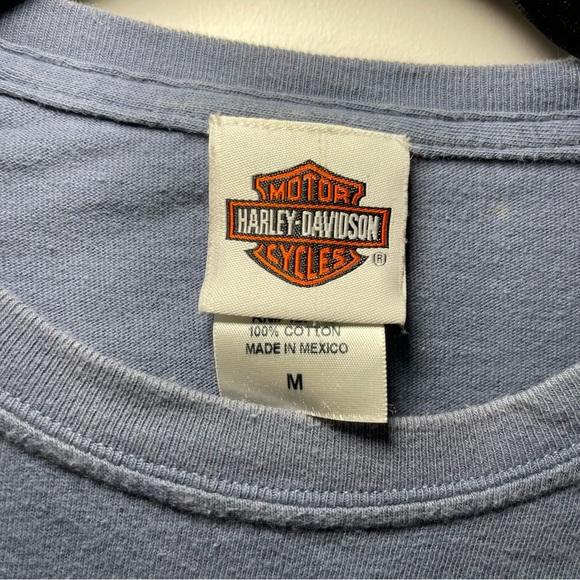 MOTOR
HARLEY-DAVIDSON
CYCLES
®
100% COTTON
MADE IN MEXICO
M